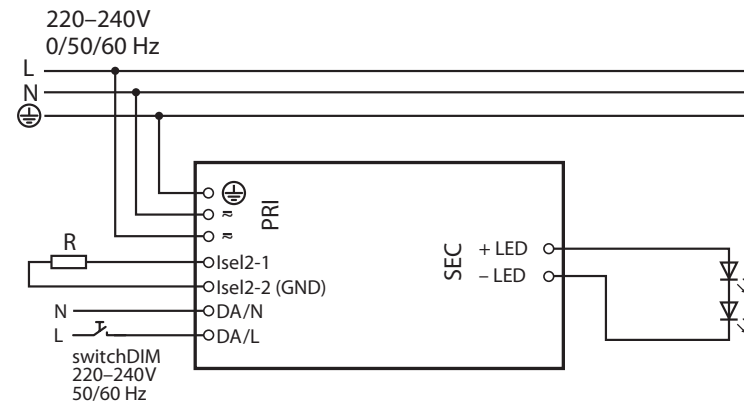 220–240V
0/50/60 Hz
L
N
PRI
≂
≂
R
Isel2-1
Isel2-2 (GND)
N
DA/N
L
DA/L
switchDIM
220–240V
50/60 Hz
SEC
+ LED
– LED